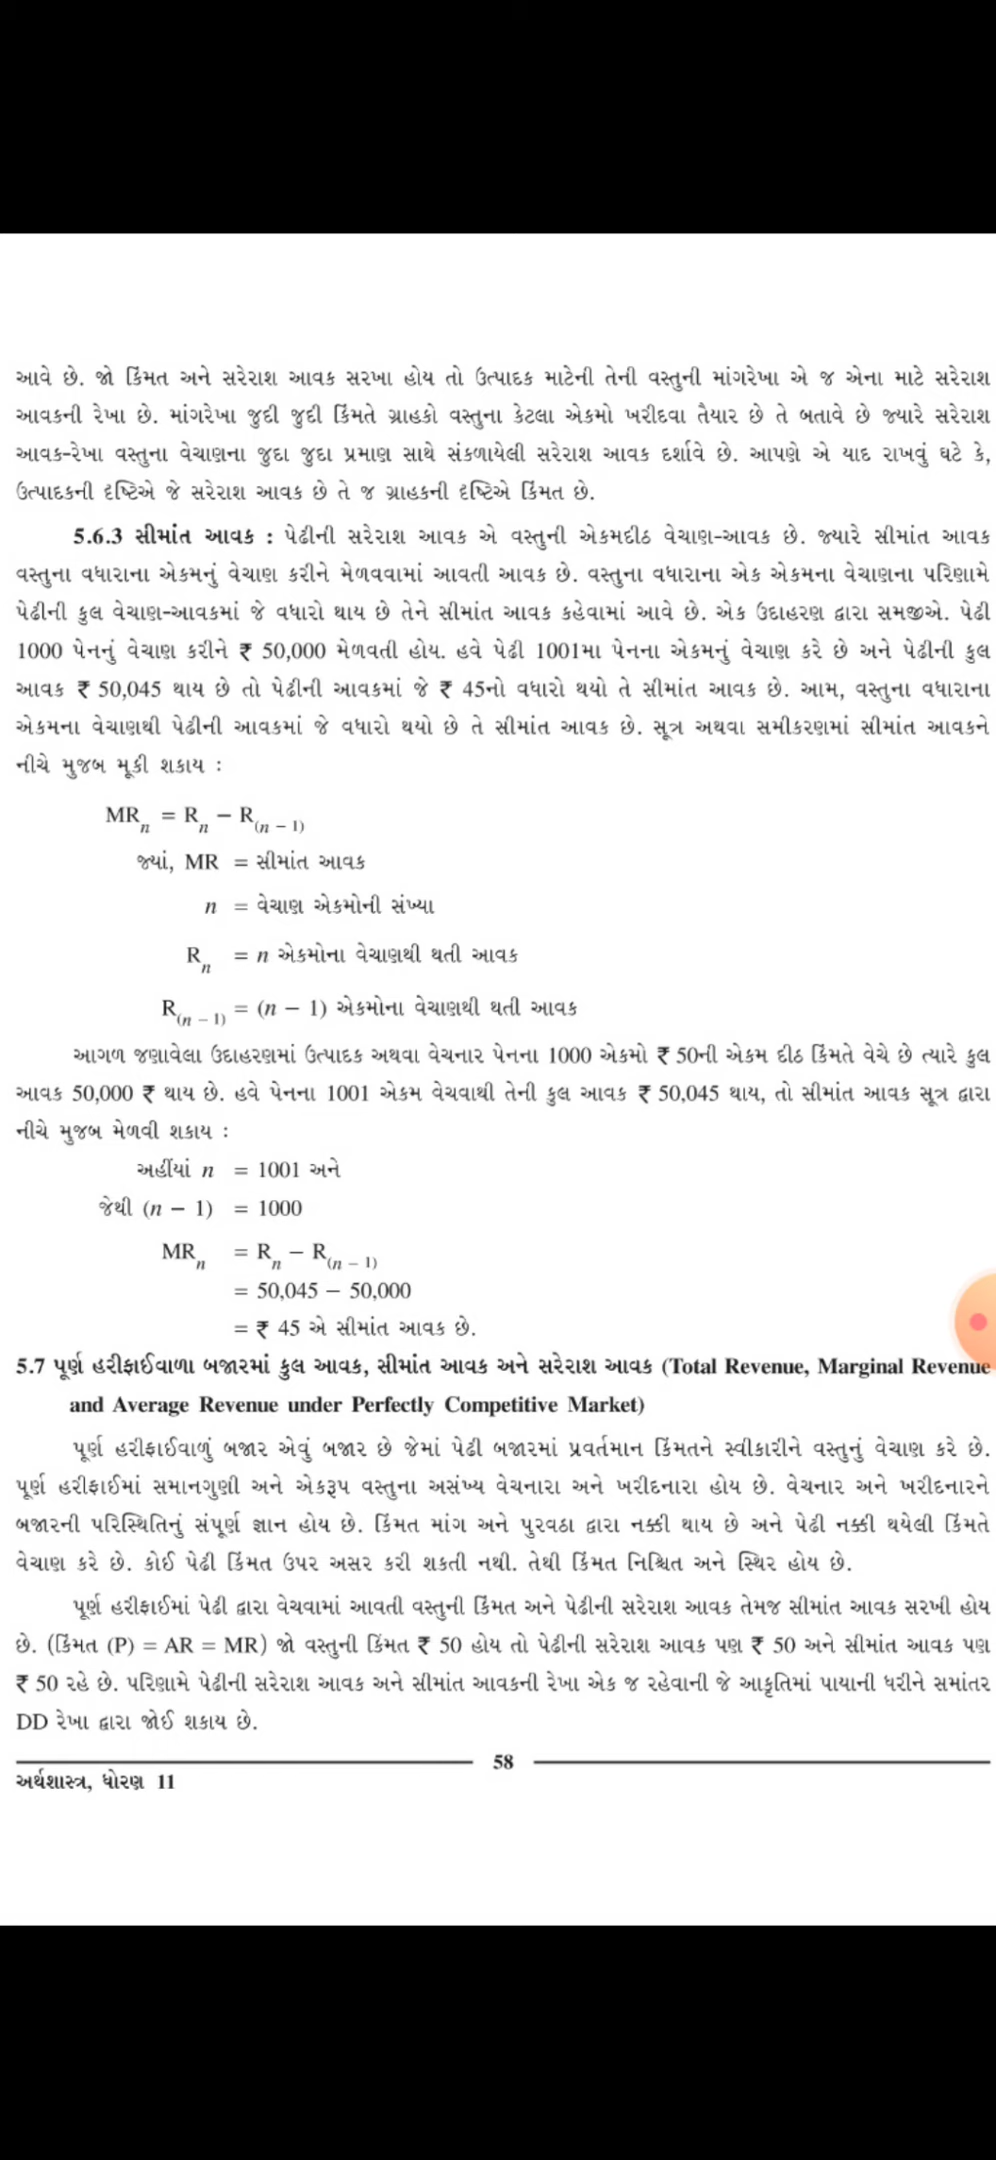 આવે છે. જો કિંમત અને સરેરાશ આવક સરખા હોય તો ઉત્પાદક માટેની તેની વસ્તુની માંગરેખા એ જ એના માટે સરેરાશ
આવકની રેખા છે. માંગરેખા જુદી જુદી કિંમતે ગ્રાહકો વસ્તુના કેટલા એકમો ખરીદવા તૈયાર છે તે બતાવે છે જ્યારે સરેરાશ
આવક-રેખા વસ્તુના વેચાણના જુદા જુદા પ્રમાણ સાથે સંકળાયેલી સરેરાશ આવક દર્શાવે છે. આપણે એ યાદ રાખવું ઘટે કે,
ઉત્પાદકની દૃષ્ટિએ જે સરેરાશ આવક છે તે જ ગ્રાહકની દૃષ્ટિએ કિંમત છે.
5.6.3 સીમાંત આવક : પેઢીની સરેરાશ આવક એ વસ્તુની એકમદીઠ વેચાણ-આવક છે. જ્યારે સીમાંત આવક
વસ્તુના વધારાના એકમનું વેચાણ કરીને મેળવવામાં આવતી આવક છે. વસ્તુના વધારાના એક એકમના વેચાણના પરિણામે
પેઢીની કુલ વેચાણ-આવકમાં જે વધારો થાય છે તેને સીમાંત આવક કહેવામાં આવે છે. એક ઉદાહરણ દ્વારા સમજીએ. પેઢી
1000 પેનનું વેચાણ કરીને ₹ 50,000 મેળવતી હોય. હવે પેઢી 1001મા પેનના એકમનું વેચાણ કરે છે અને પેઢીની કુલ
આવક ₹ 50,045 થાય છે તો પેઢીની આવકમાં જે ₹ 45નો વધારો થયો તે સીમાંત આવક છે. આમ, વસ્તુના વધારાના
એકમના વેચાણથી પેઢીની આવકમાં જે વધારો થયો છે તે સીમાંત આવક છે. સૂત્ર અથવા સમીકરણમાં સીમાંત આવકને
નીચે મુજબ મૂકી શકાય :
MRₙ = Rₙ − R₍ₙ ₋ ₁₎
જ્યાં, MR = સીમાંત આવક
n = વેચાણ એકમોની સંખ્યા
Rₙ = n એકમોના વેચાણથી થતી આવક
R₍ₙ ₋ ₁₎ = (n − 1) એકમોના વેચાણથી થતી આવક
આગળ જણાવેલા ઉદાહરણમાં ઉત્પાદક અથવા વેચનાર પેનના 1000 એકમો ₹ 50ની એકમ દીઠ કિંમતે વેચે છે ત્યારે કુલ
આવક 50,000 ₹ થાય છે. હવે પેનના 1001 એકમ વેચવાથી તેની કુલ આવક ₹ 50,045 થાય, તો સીમાંત આવક સૂત્ર દ્વારા
નીચે મુજબ મેળવી શકાય :
અહીંયાં n = 1001 અને
જેથી (n − 1) = 1000
MRₙ = Rₙ − R₍ₙ ₋ ₁₎
= 50,045 − 50,000
= ₹ 45 એ સીમાંત આવક છે.
5.7 પૂર્ણ હરીફાઈવાળા બજારમાં કુલ આવક, સીમાંત આવક અને સરેરાશ આવક (Total Revenue, Marginal Revenue
and Average Revenue under Perfectly Competitive Market)
પૂર્ણ હરીફાઈવાળું બજાર એવું બજાર છે જેમાં પેઢી બજારમાં પ્રવર્તમાન કિંમતને સ્વીકારીને વસ્તુનું વેચાણ કરે છે.
પૂર્ણ હરીફાઈમાં સમાનગુણી અને એકરૂપ વસ્તુના અસંખ્ય વેચનારા અને ખરીદનારા હોય છે. વેચનાર અને ખરીદનારને
બજારની પરિસ્થિતિનું સંપૂર્ણ જ્ઞાન હોય છે. કિંમત માંગ અને પુરવઠા દ્વારા નક્કી થાય છે અને પેઢી નક્કી થયેલી કિંમતે
વેચાણ કરે છે. કોઈ પેઢી કિંમત ઉપર અસર કરી શકતી નથી. તેથી કિંમત નિશ્ચિત અને સ્થિર હોય છે.
પૂર્ણ હરીફાઈમાં પેઢી દ્વારા વેચવામાં આવતી વસ્તુની કિંમત અને પેઢીની સરેરાશ આવક તેમજ સીમાંત આવક સરખી હોય
છે. (કિંમત (P) = AR = MR) જો વસ્તુની કિંમત ₹ 50 હોય તો પેઢીની સરેરાશ આવક પણ ₹ 50 અને સીમાંત આવક પણ
₹ 50 રહે છે. પરિણામે પેઢીની સરેરાશ આવક અને સીમાંત આવકની રેખા એક જ રહેવાની જે આકૃતિમાં પાયાની ધરીને સમાંતર
DD રેખા દ્વારા જોઈ શકાય છે.
58
અર્થશાસ્ત્ર, ધોરણ 11